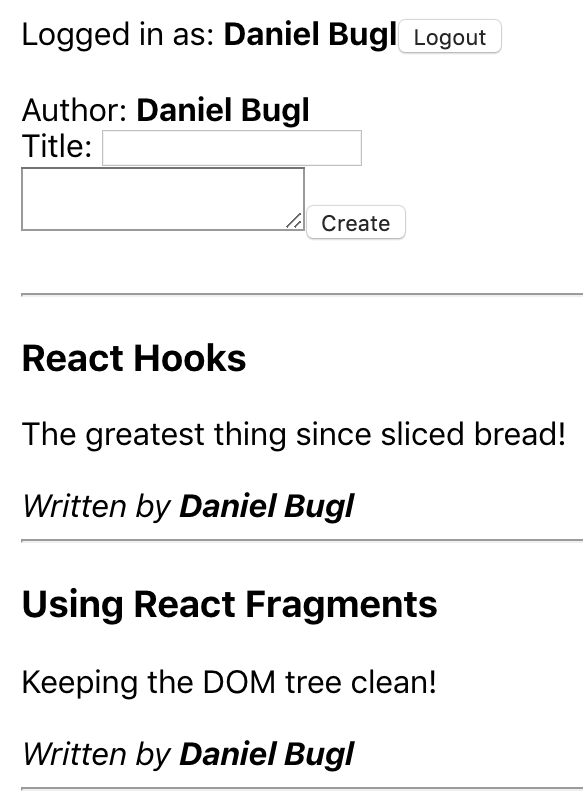 Logged in as: Daniel Bugl Logout
Author: Daniel Bugl
Title:
Create
React Hooks
The greatest thing since sliced bread!
Written by Daniel Bugl
Using React Fragments
Keeping the DOM tree clean!
Written by Daniel Bugl